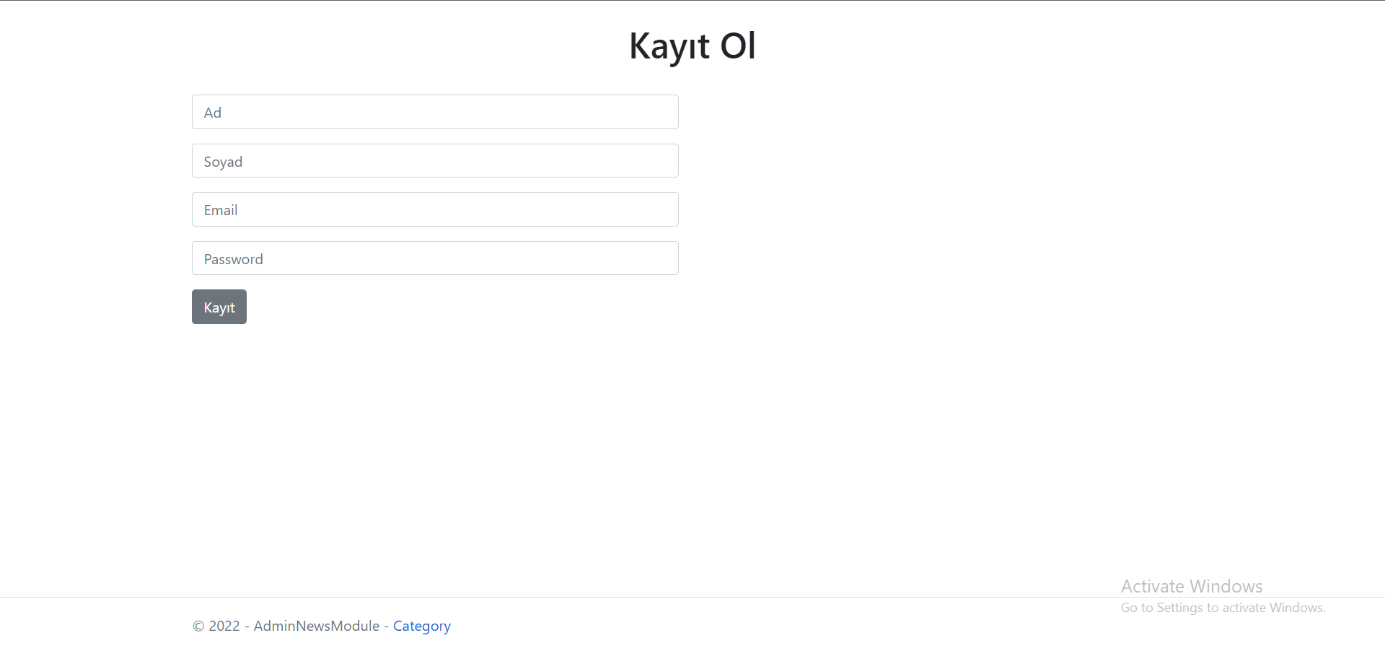 Kayıt Ol
Ad
Soyad
Email
Password
Kayıt
Activate Windows
Go to Settings to activate Windows.
© 2022 - AdminNewsModule - Category